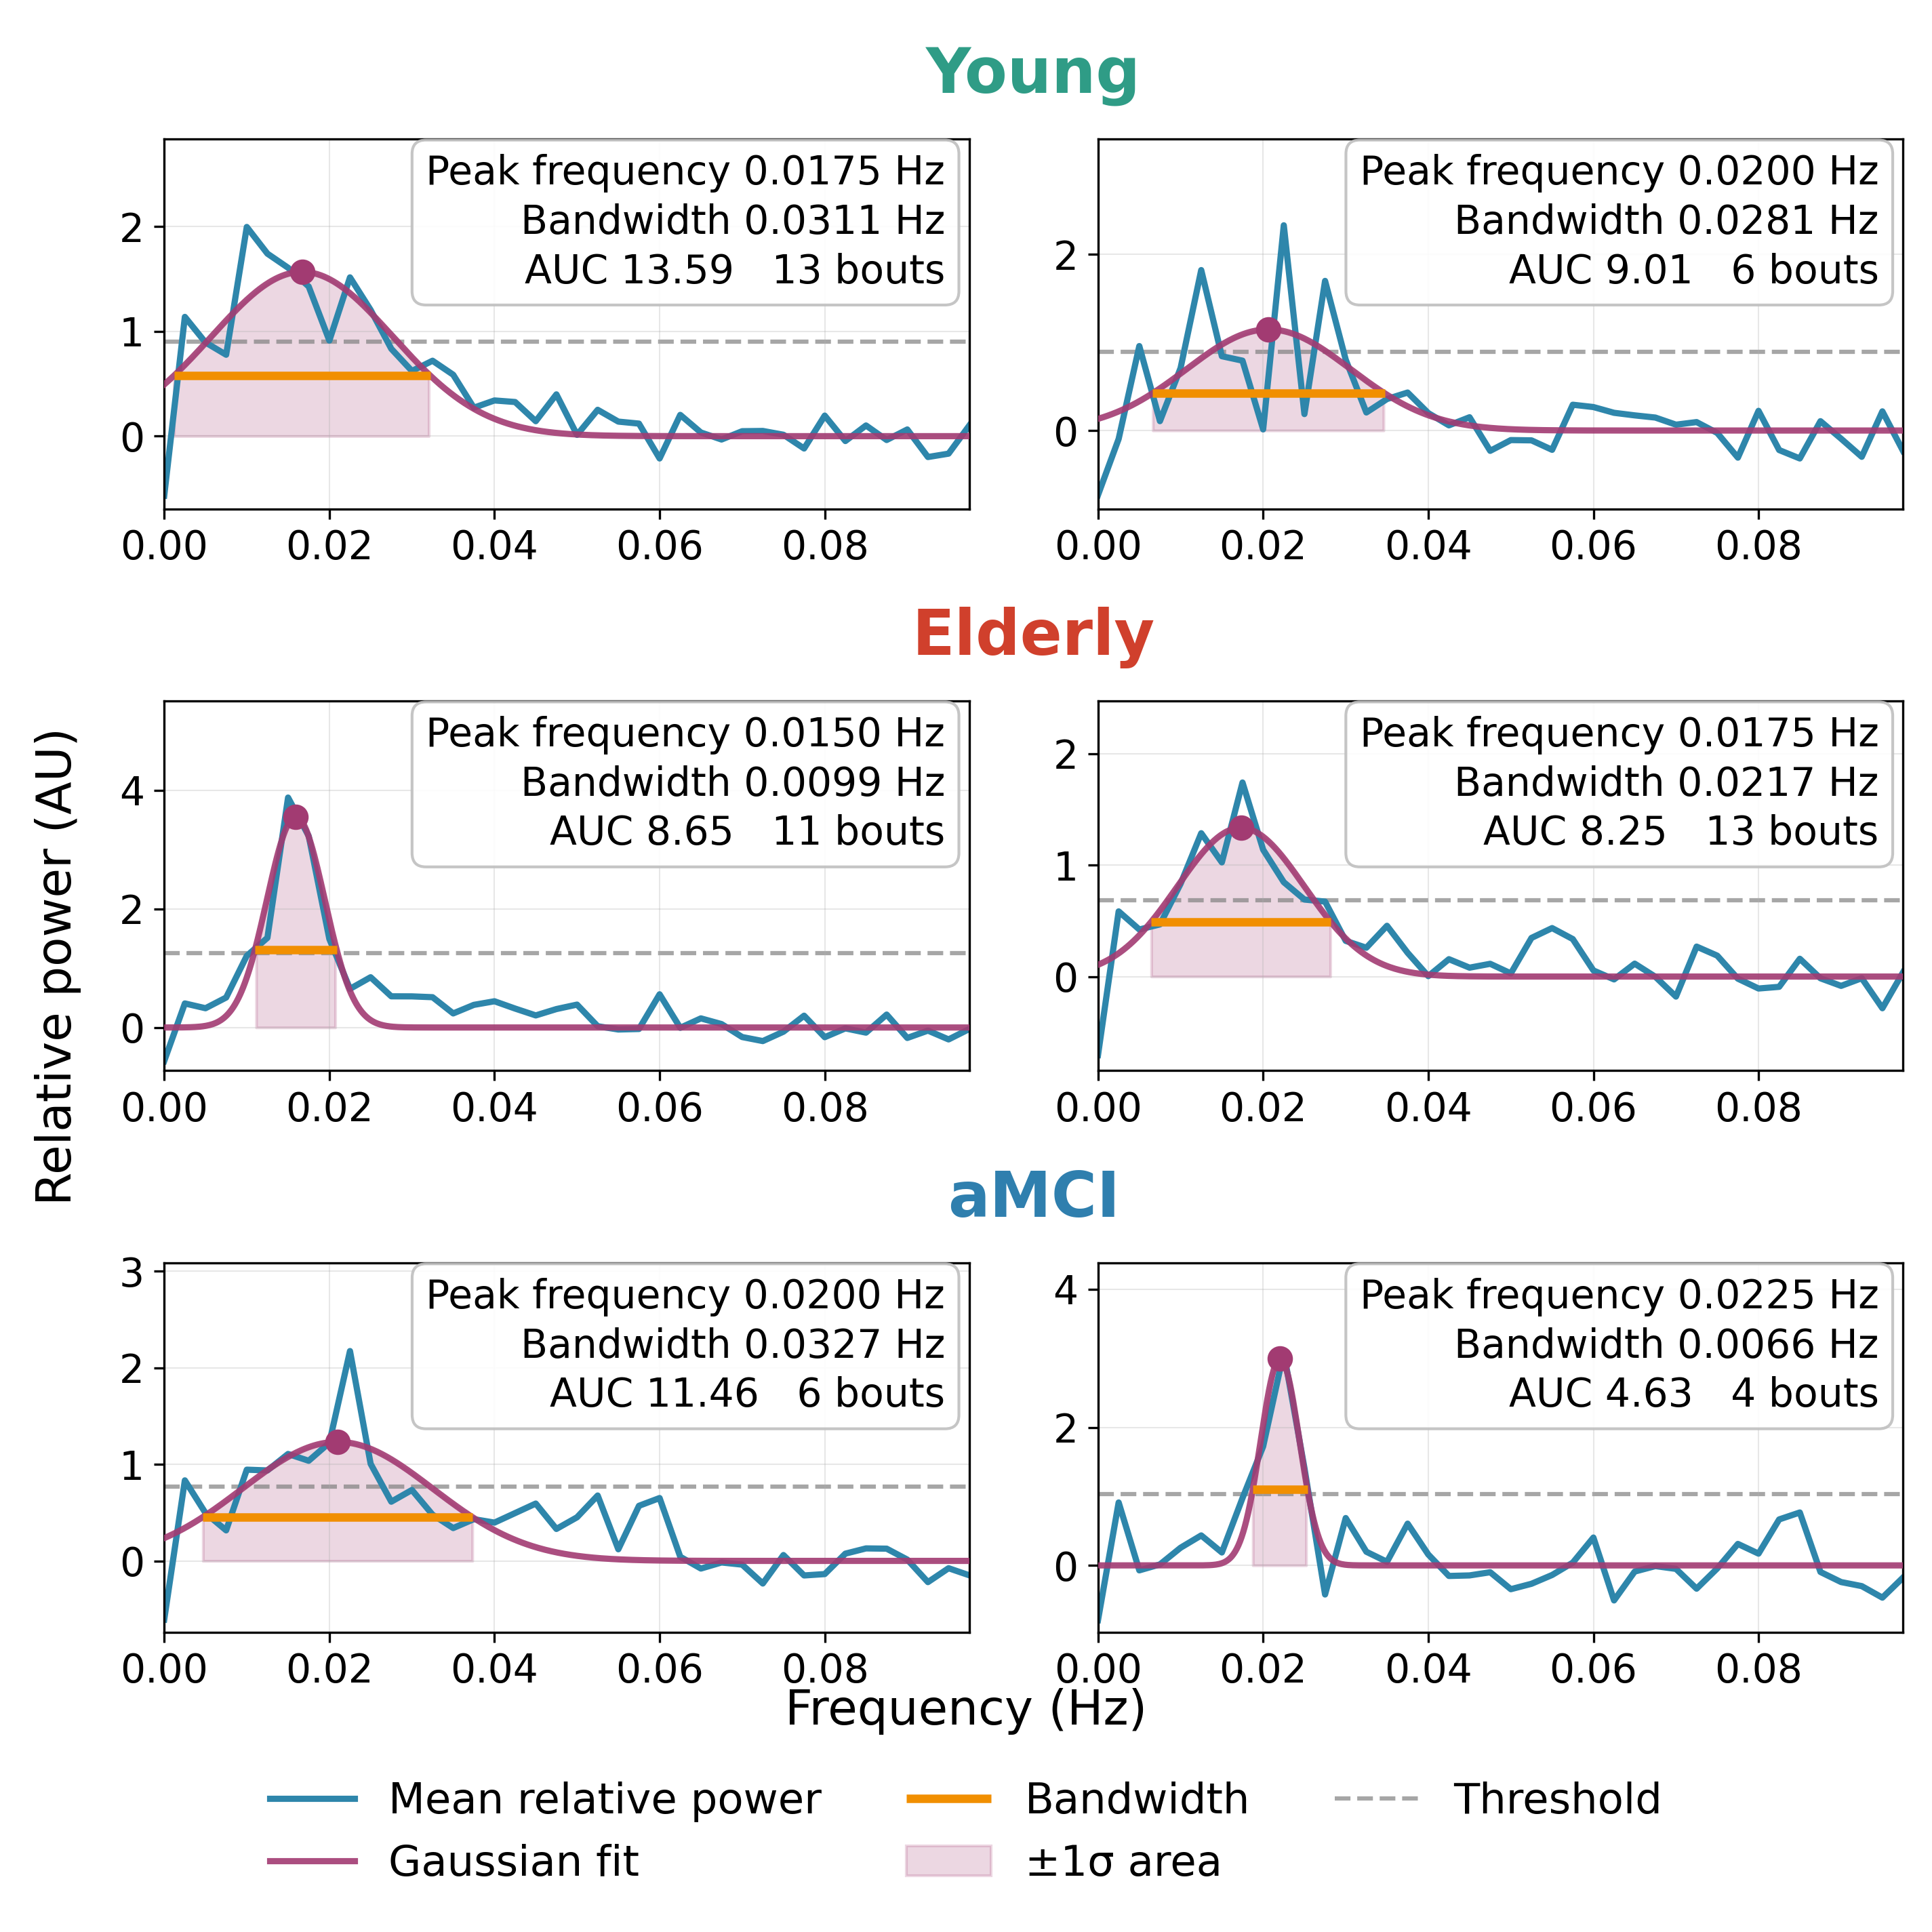 Young
Peak frequency 0.0175 Hz
Bandwidth 0.0311 Hz
AUC 13.59 13 bouts
2
1
0
0.00 0.02 0.04 0.06 0.08
Peak frequency 0.0200 Hz
Bandwidth 0.0281 Hz
AUC 9.01 6 bouts
2
0
0.00 0.02 0.04 0.06 0.08
Elderly
Peak frequency 0.0150 Hz
Bandwidth 0.0099 Hz
AUC 8.65 11 bouts
4
2
0
0.00 0.02 0.04 0.06 0.08
Peak frequency 0.0175 Hz
Bandwidth 0.0217 Hz
AUC 8.25 13 bouts
2
1
0
0.00 0.02 0.04 0.06 0.08
Relative power (AU)
aMCI
Peak frequency 0.0200 Hz
Bandwidth 0.0327 Hz
AUC 11.46 6 bouts
3
2
1
0
0.00 0.02 0.04 0.06 0.08
Peak frequency 0.0225 Hz
Bandwidth 0.0066 Hz
AUC 4.63 4 bouts
4
2
0
0.00 0.02 0.04 0.06 0.08
Frequency (Hz)
Mean relative power
Gaussian fit
Bandwidth
±1σ area
Threshold